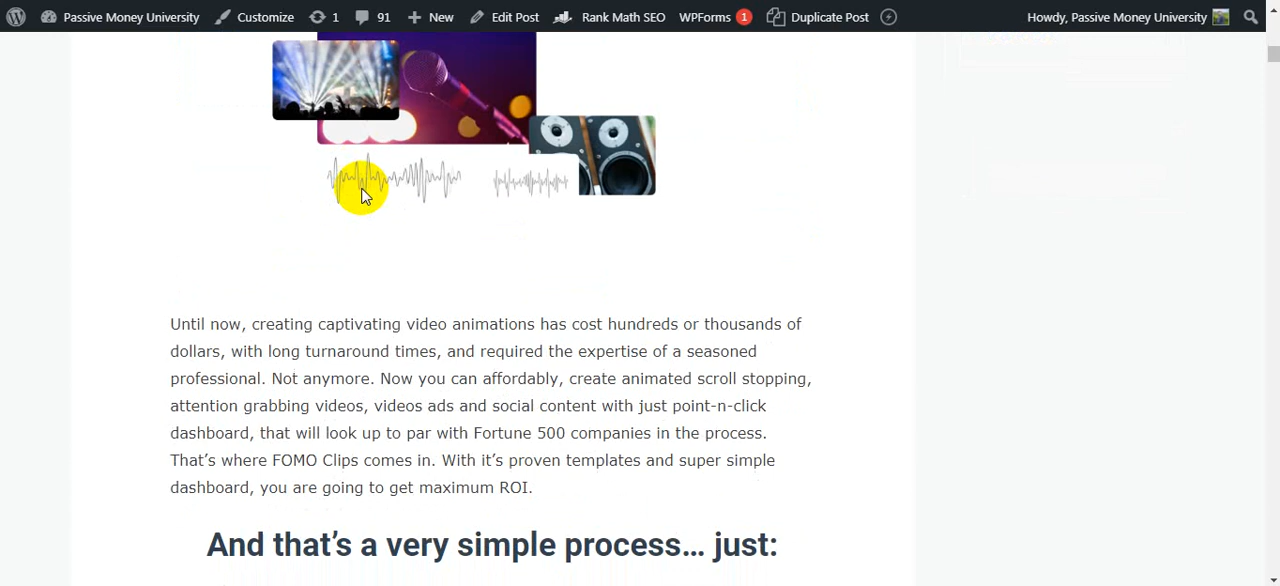 Passive Money University Customize 1 91 New Edit Post Rank Math SEO WPForms 1 Duplicate Post Howdy, Passive Money University
Until now, creating captivating video animations has cost hundreds or thousands of
dollars, with long turnaround times, and required the expertise of a seasoned
professional. Not anymore. Now you can affordably, create animated scroll stopping,
attention grabbing videos, videos ads and social content with just point-n-click
dashboard, that will look up to par with Fortune 500 companies in the process.
That’s where FOMO Clips comes in. With it’s proven templates and super simple
dashboard, you are going to get maximum ROI.
And that’s a very simple process… just: